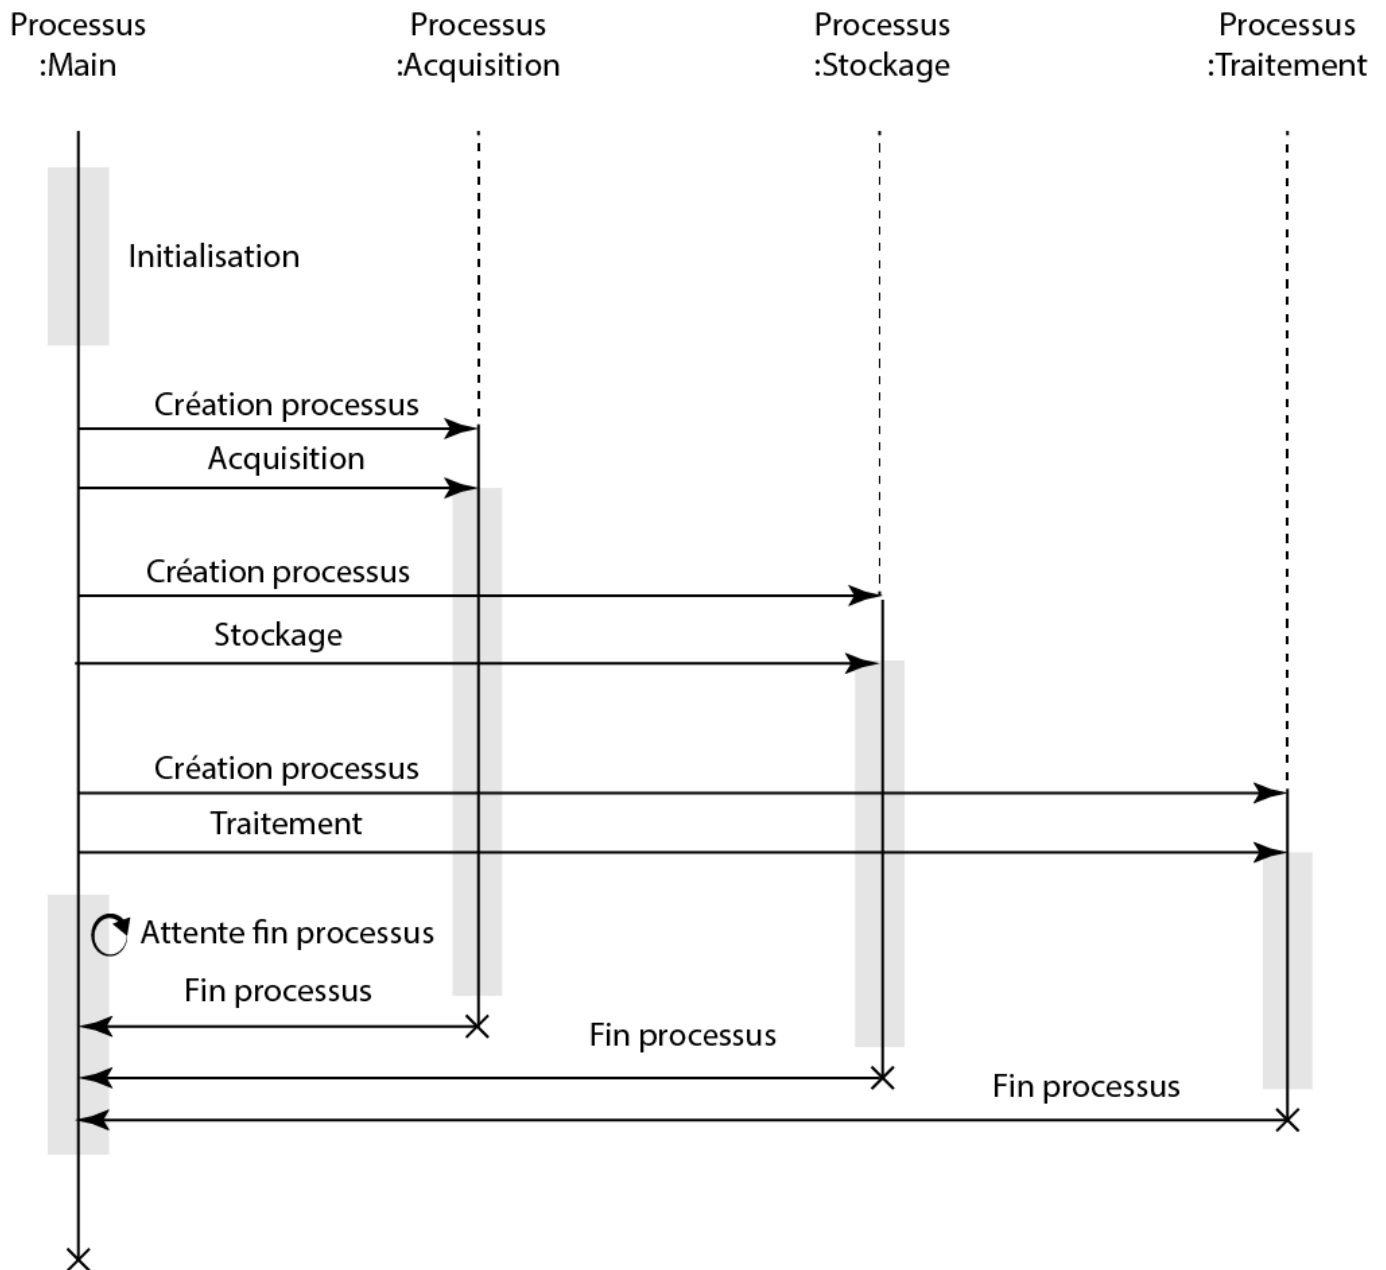 Processus
:Main
Processus
:Acquisition
Processus
:Stockage
Processus
:Traitement
Initialisation
Création processus
Acquisition
Création processus
Stockage
Création processus
Traitement
Attente fin processus
Fin processus
Fin processus
Fin processus